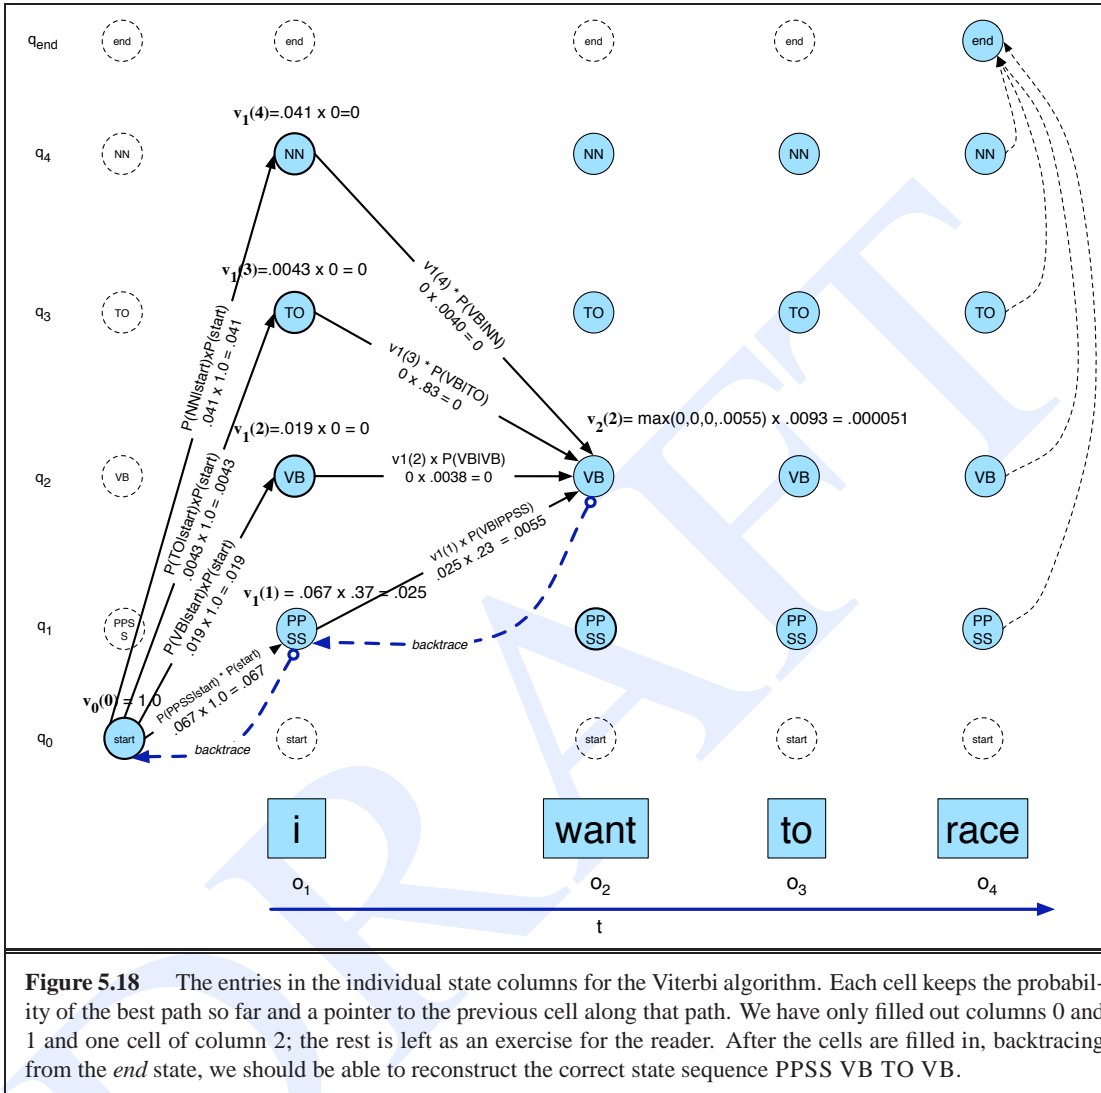 q_end end end end end end
v_1(4)=.041 x 0=0
q_4 NN NN NN NN NN
P(NN|start)xP(start)
.041 x 1.0 = .041
v1(4) * P(VB|NN)
0 x .0040 = 0
v_1(3)=.0043 x 0 = 0
q_3 TO TO TO TO TO
P(TO|start)xP(start)
.0043 x 1.0 = .0043
v1(3) * P(VB|TO)
0 x .83 = 0
v_1(2)=.019 x 0 = 0
v_2(2)= max(0,0,0,.0055) x .0093 = .000051
q_2 VB VB VB VB VB
v1(2) x P(VB|VB)
0 x .0038 = 0
P(VB|start)xP(start)
.019 x 1.0 = .019
v1(1) x P(VB|PPSS)
.025 x .23 = .0055
v_1(1) = .067 x .37 = .025
q_1 PPS PP PP PP PP
S SS SS SS SS
backtrace
P(PPSS|start) * P(start)
.067 x 1.0 = .067
v_0(0) = 1.0
q_0 start start start start start
backtrace
i want to race
o_1 o_2 o_3 o_4
t
Figure 5.18 The entries in the individual state columns for the Viterbi algorithm. Each cell keeps the probabil-
ity of the best path so far and a pointer to the previous cell along that path. We have only filled out columns 0 and
1 and one cell of column 2; the rest is left as an exercise for the reader. After the cells are filled in, backtracing
from the end state, we should be able to reconstruct the correct state sequence PPSS VB TO VB.
DRAFT